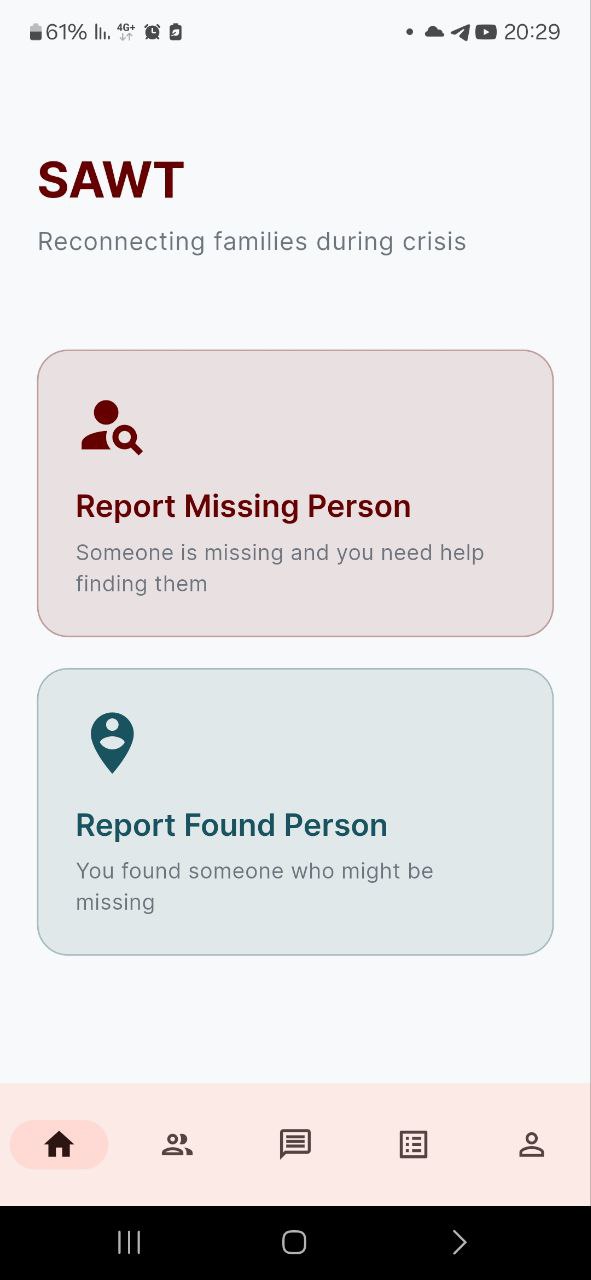 61% 4G+ 20:29
SAWT
Reconnecting families during crisis
Report Missing Person
Someone is missing and you need help
finding them
Report Found Person
You found someone who might be
missing